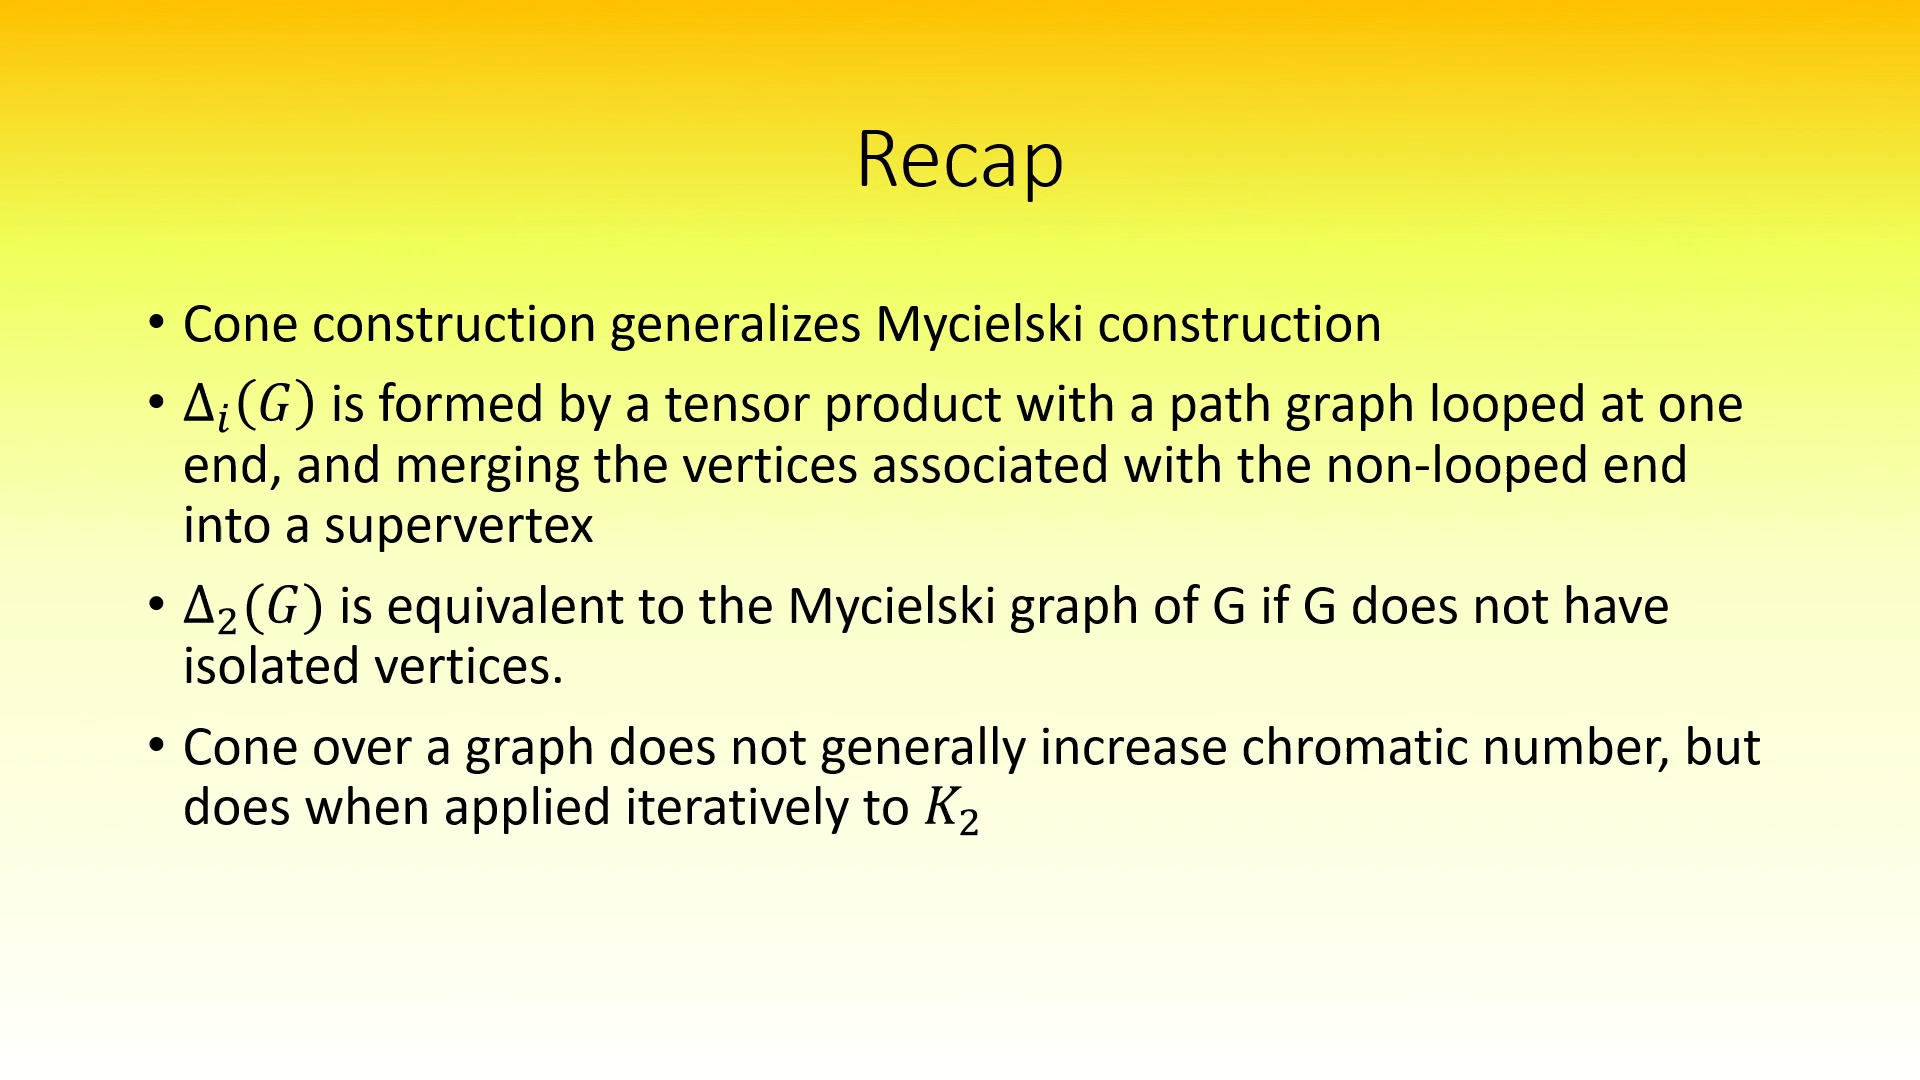 Recap
• Cone construction generalizes Mycielski construction
• Δᵢ(𝐺) is formed by a tensor product with a path graph looped at one
end, and merging the vertices associated with the non-looped end
into a supervertex
• Δ₂(𝐺) is equivalent to the Mycielski graph of G if G does not have
isolated vertices.
• Cone over a graph does not generally increase chromatic number, but
does when applied iteratively to 𝐾₂